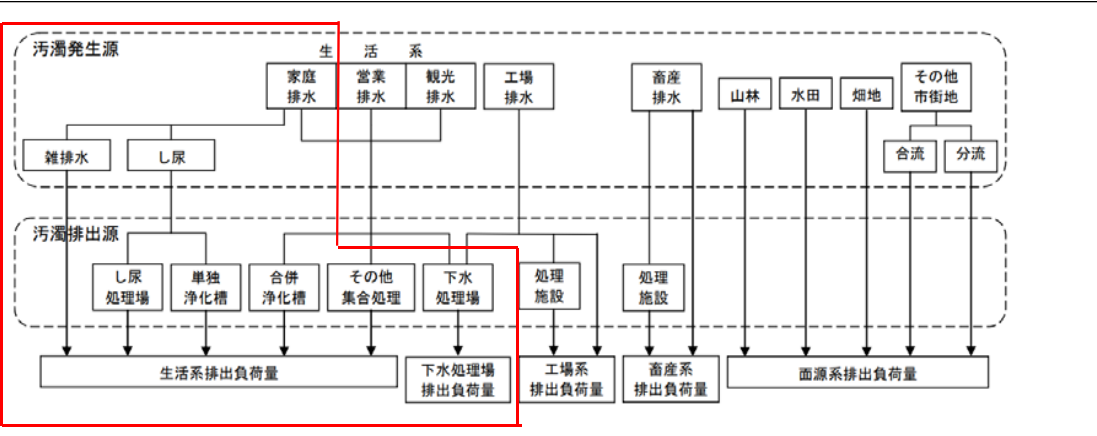 汚濁発生源
生　活　系
家庭
排水
営業
排水
観光
排水
工場
排水
畜産
排水
山林
水田
畑地
その他
市街地
雑排水
し尿
合流
分流
汚濁排出源
し尿
処理場
単独
浄化槽
合併
浄化槽
その他
集合処理
下水
処理場
処理
施設
処理
施設
生活系排出負荷量
下水処理場
排出負荷量
工場系
排出負荷量
畜産系
排出負荷量
面源系排出負荷量